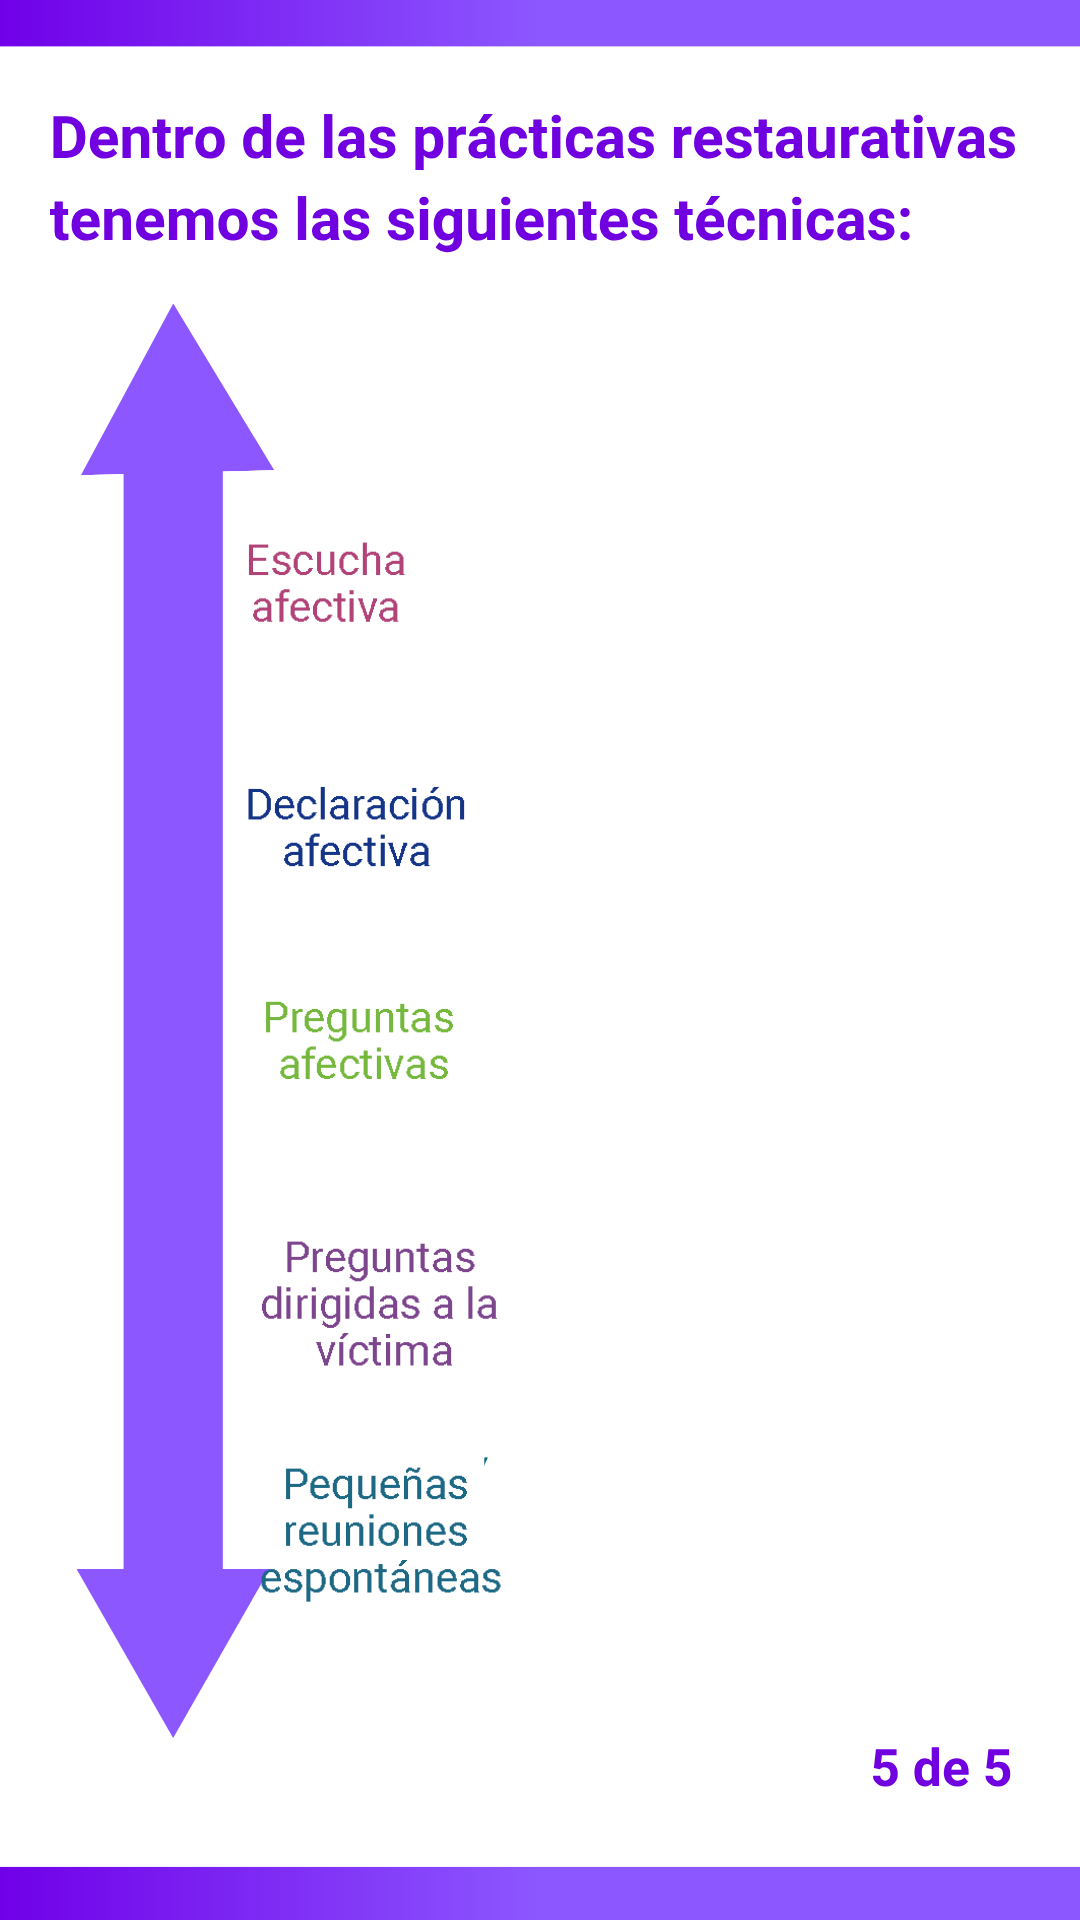 Dentro de las prácticas restaurativas
tenemos las siguientes técnicas:
Escucha
afectiva
Declaración
afectiva
Preguntas
afectivas
Preguntas
dirigidas a la
víctima
Pequeñas
reuniones
espontáneas
5 de 5